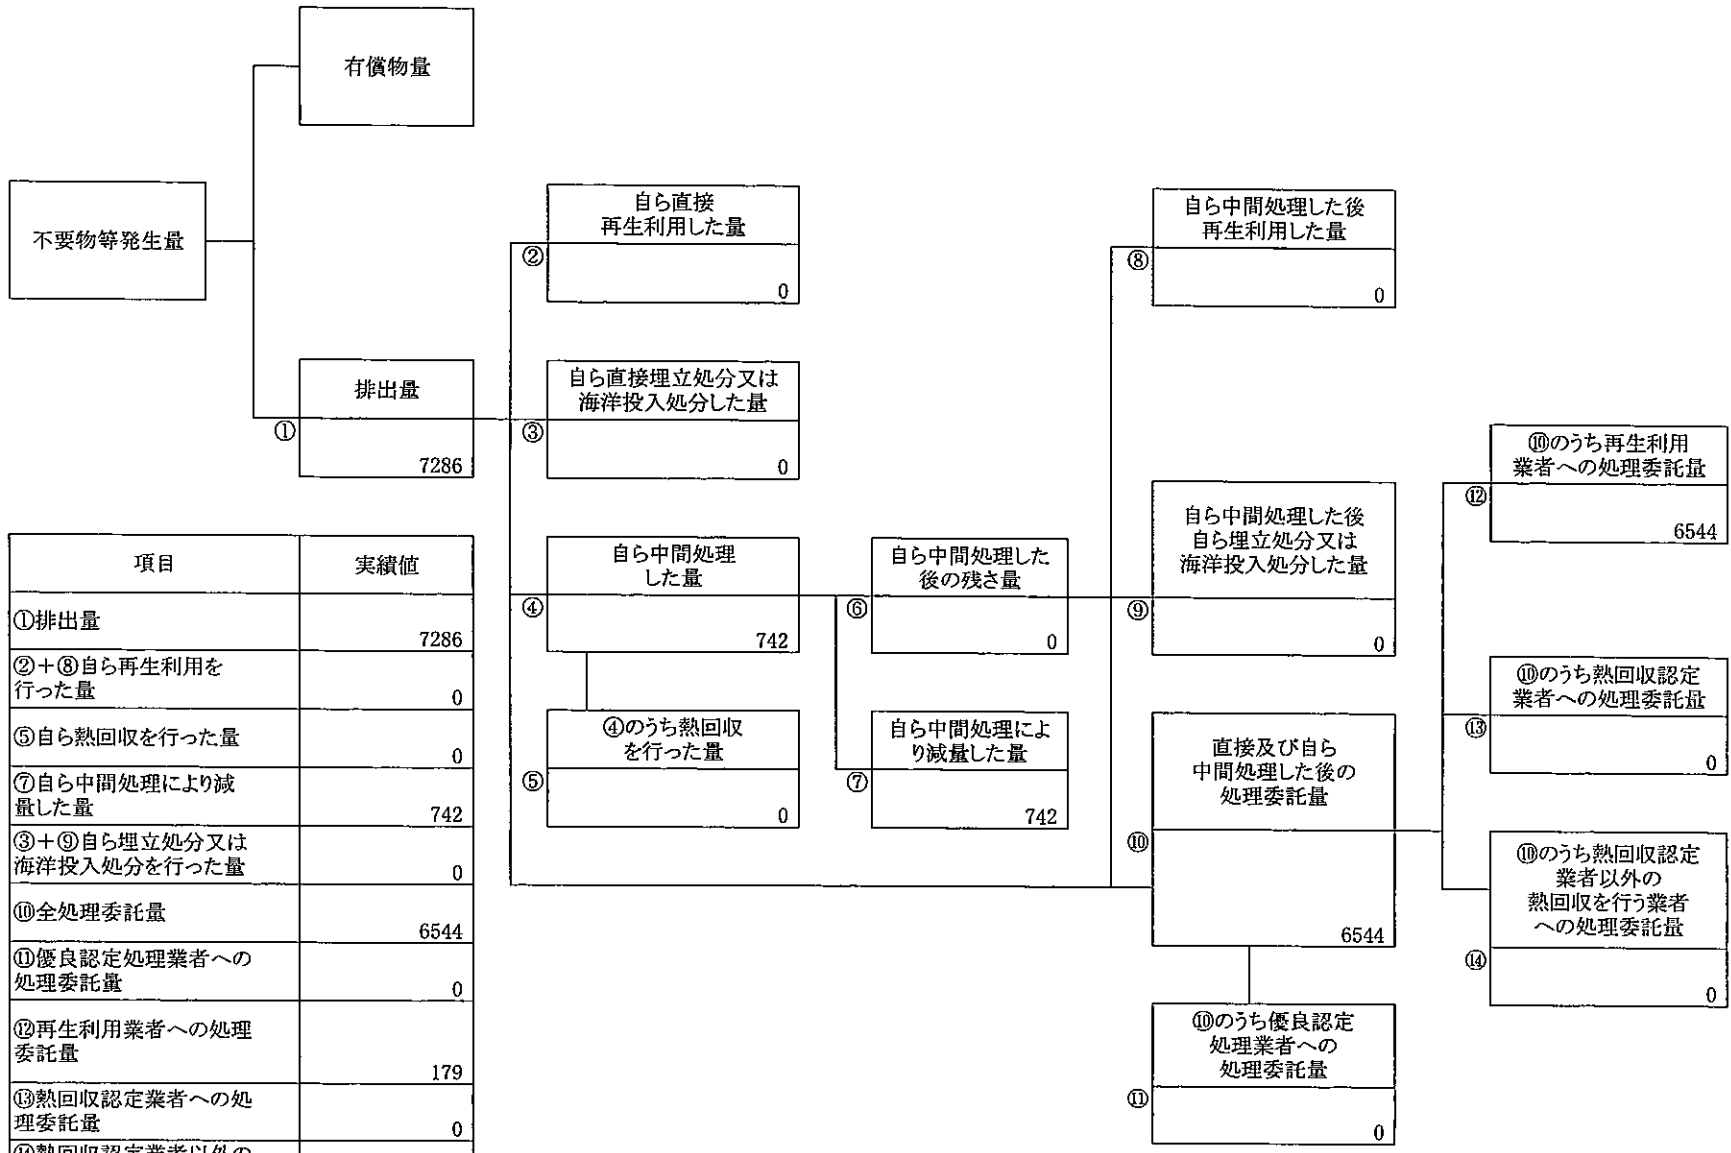 有償物量
不要物等発生量
排出量
①
7286
自ら直接
再生利用した量
②
0
自ら直接埋立処分又は
海洋投入処分した量
③
0
自ら中間処理
した量
④
742
④のうち熱回収
を行った量
⑤
0
自ら中間処理した
後の残さ量
⑥
0
自ら中間処理によ
り減量した量
⑦
742
自ら中間処理した後
再生利用した量
⑧
0
自ら中間処理した後
自ら埋立処分又は
海洋投入処分した量
⑨
0
直接及び自ら
中間処理した後の
処理委託量
⑩
6544
⑩のうち優良認定
処理業者への
処理委託量
⑪
0
⑩のうち再生利用
業者への処理委託量
⑫
6544
⑩のうち熱回収認定
業者への処理委託量
⑬
0
⑩のうち熱回収認定
業者以外の
熱回収を行う業者
への処理委託量
⑭
0
項目 実績値
①排出量
7286
②+⑧自ら再生利用を
行った量
0
⑤自ら熱回収を行った量
0
⑦自ら中間処理により減
量した量
742
③+⑨自ら埋立処分又は
海洋投入処分を行った量
0
⑩全処理委託量
6544
⑪優良認定処理業者への
処理委託量
0
⑫再生利用業者への処理
委託量
179
⑬熱回収認定業者への処
理委託量
0
⑭熱回収認定業者以外の